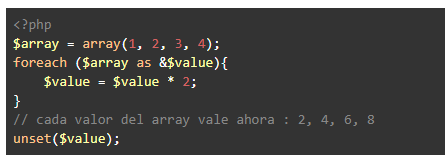 <?php
$array = array(1, 2, 3, 4);
foreach ($array as &$value){
    $value = $value * 2;
}
// cada valor del array vale ahora : 2, 4, 6, 8
unset($value);